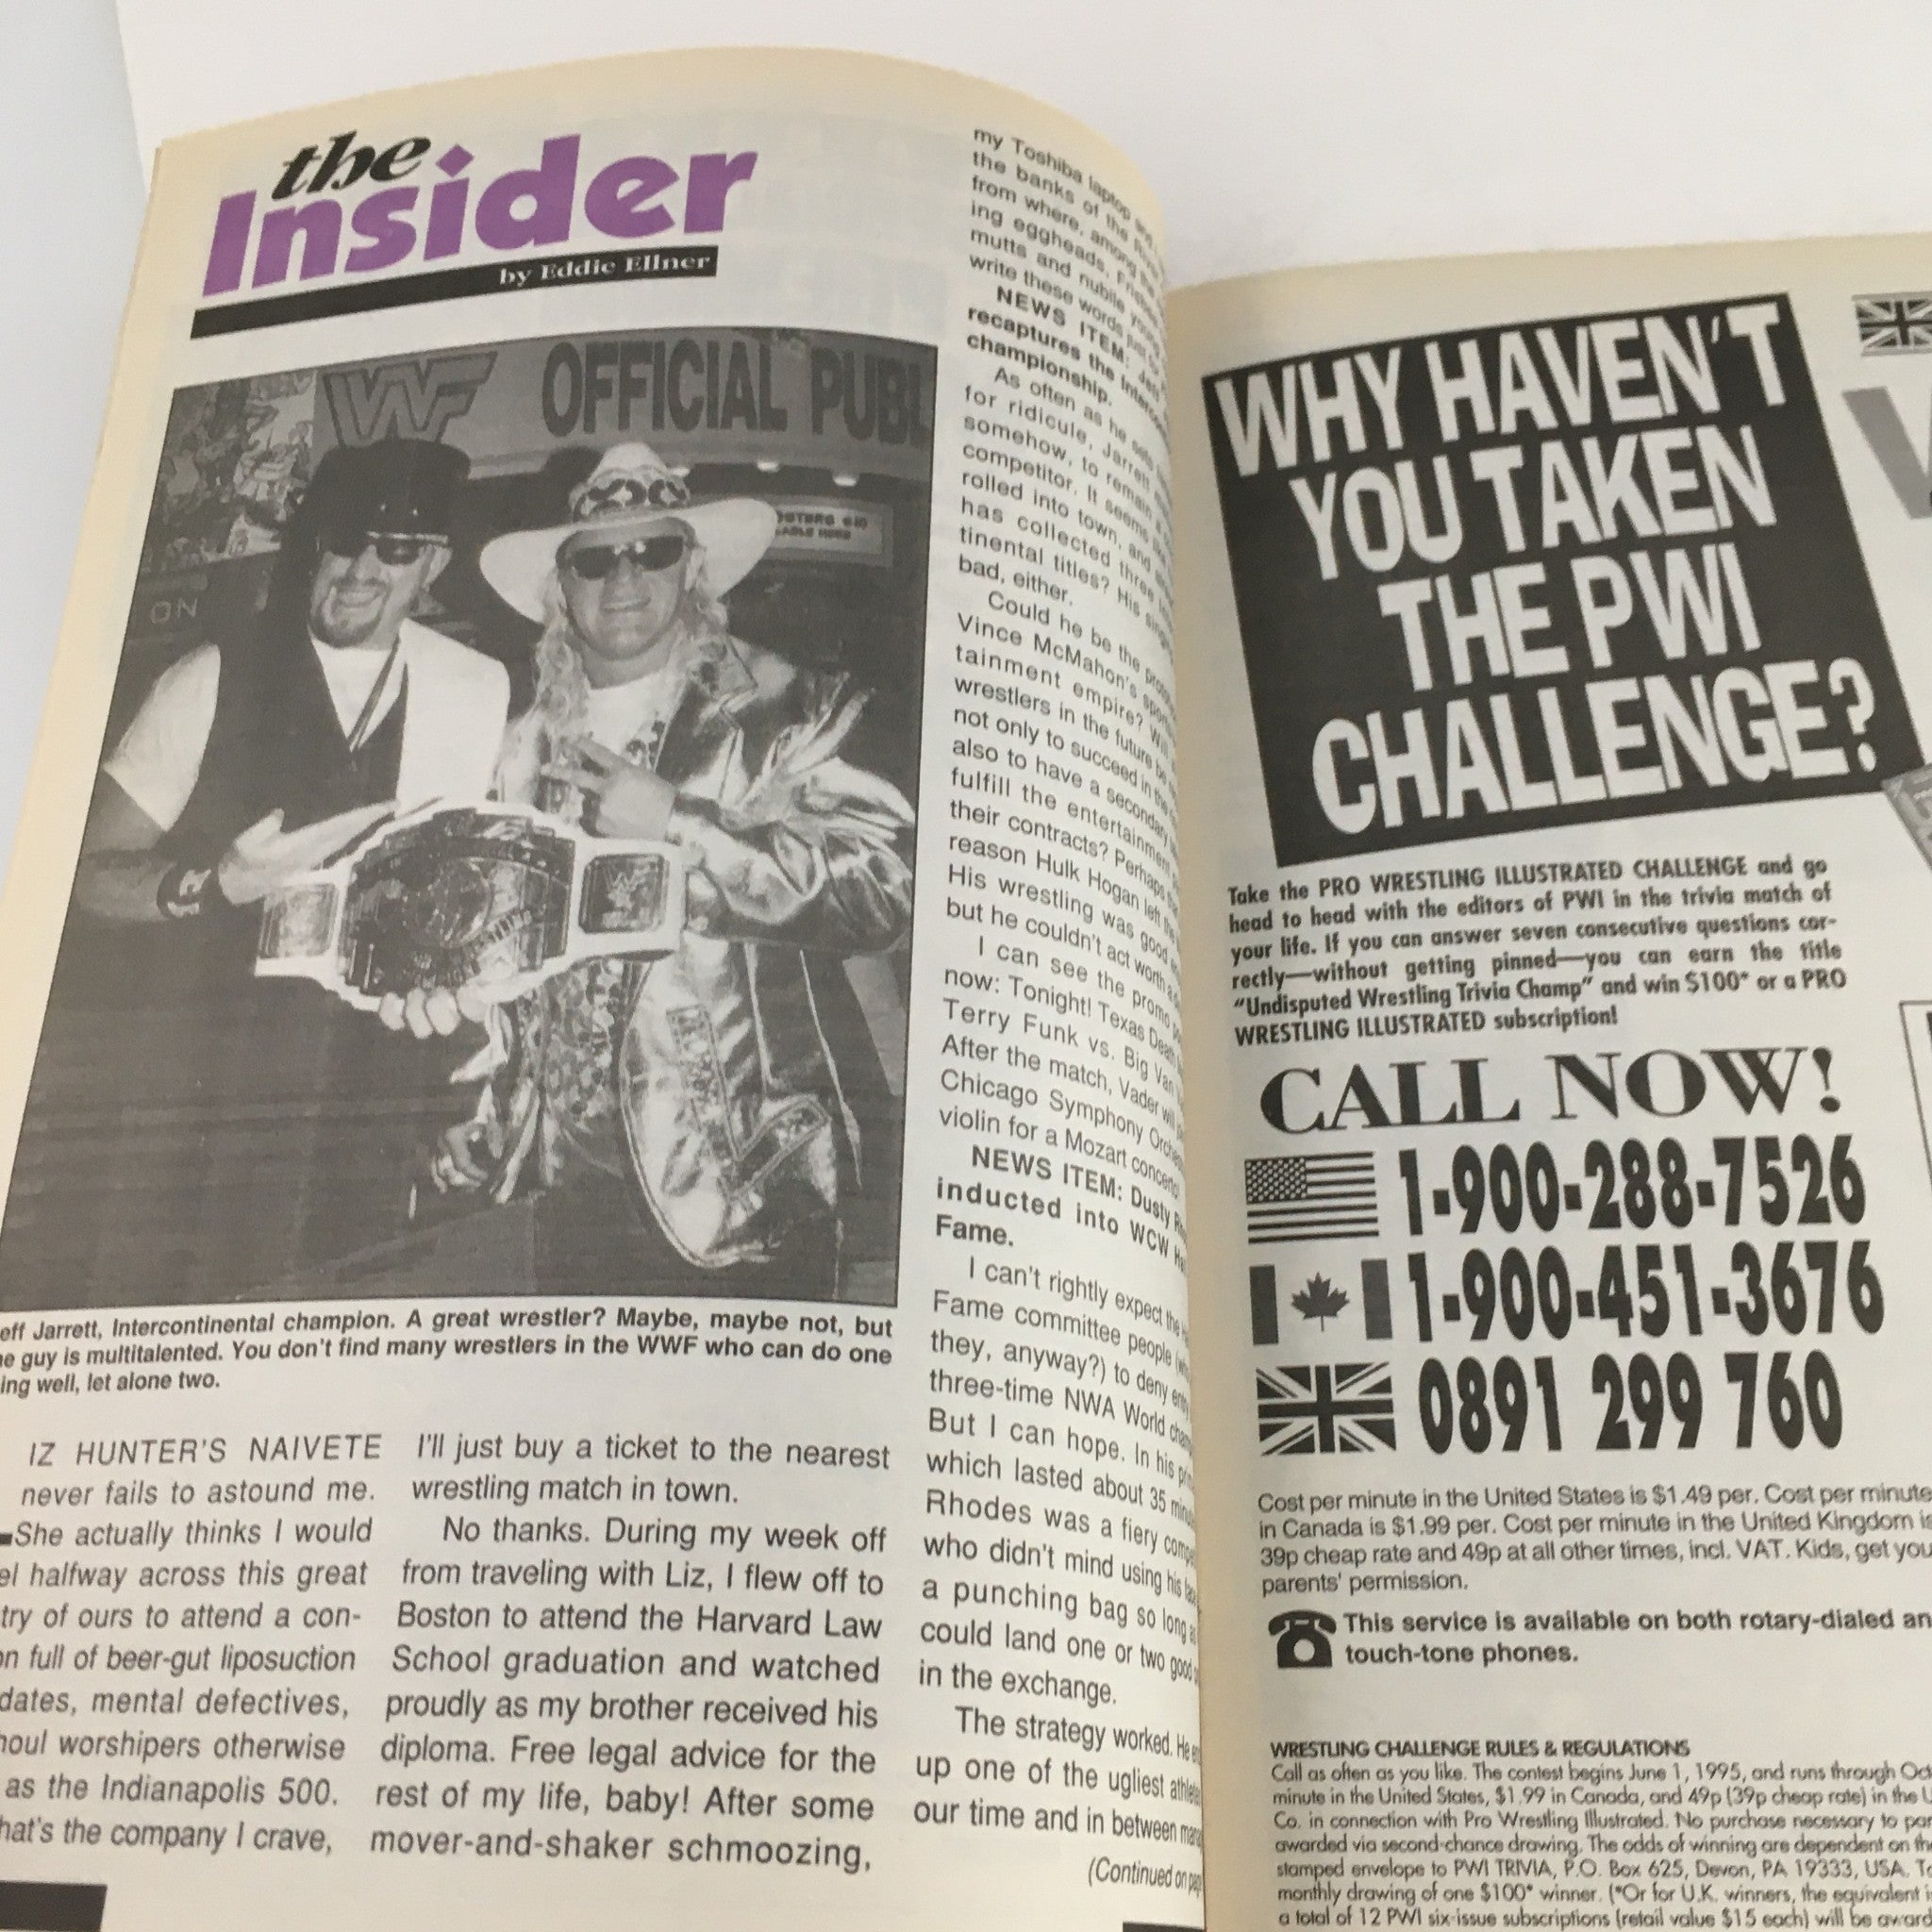 the
Insider
by Eddie Ellner
WWF OFFICIAL PUBL
ON
eff Jarrett, Intercontinental champion. A great wrestler? Maybe, maybe not, but
guy is multitalented. You don't find many wrestlers in the WWF who can do one
ing well, let alone two.
IZ HUNTER'S NAIVETE
never fails to astound me.
She actually thinks I would
el halfway across this great
try of ours to attend a con-
full of beer-gut liposuction
dates, mental defectives,
houl worshipers otherwise
as the Indianapolis 500.
hat's the company I crave,
I'll just buy a ticket to the nearest
wrestling match in town.
No thanks. During my week off
from traveling with Liz, I flew off to
Boston to attend the Harvard Law
School graduation and watched
proudly as my brother received his
diploma. Free legal advice for the
rest of my life, baby! After some
mover-and-shaker schmoozing,
my Toshiba laptop
the banks of the
from where, among the
ing eggheads,
mutts and nubile
write these words just
NEWS ITEM:
recaptures the
championship.
As often as he
for ridicule, Jarrett
somehow, to remain a
competitor. It seems like
rolled into town, and
has collected three
tinental titles? His
bad, either.
Could he be the
Vince McMahon's
tainment empire? Will
wrestlers in the future be
not only to succeed in the
also to have a secondary
fulfill the entertainment
their contracts? Perhaps
reason Hulk Hogan left the
His wrestling was good
but he couldn't act worth a
I can see the promo
now: Tonight! Texas Death
Terry Funk vs. Big Van
After the match, Vader will
Chicago Symphony
violin for a Mozart concerto!
NEWS ITEM: Dusty
inducted into WCW
Fame.
I can't rightly expect the
Fame committee people
they, anyway?) to deny entry
three-time NWA World
But I can hope. In his
which lasted about 35
Rhodes was a fiery
who didn't mind using his
a punching bag so long
could land one or two good
in the exchange.
The strategy worked. He
up one of the ugliest
our time and in between
(Continued on
WHY HAVEN'T
YOU TAKEN
THE PWI
CHALLENGE?
Take the PRO WRESTLING ILLUSTRATED CHALLENGE and go
head to head with the editors of PWI in the trivia match of
your life. If you can answer seven consecutive questions cor-
rectly—without getting pinned—you can earn the title
"Undisputed Wrestling Trivia Champ" and win $100* or a PRO
WRESTLING ILLUSTRATED subscription!
CALL NOW!
1-900-288-7526
1-900-451-3676
0891 299 760
Cost per minute in the United States is $1.49 per. Cost per minute
in Canada is $1.99 per. Cost per minute in the United Kingdom is
39p cheap rate and 49p at all other times, incl. VAT. Kids, get you
parents' permission.
This service is available on both rotary-dialed an
touch-tone phones.
WRESTLING CHALLENGE RULES & REGULATIONS
Call as often as you like. The contest begins June 1, 1995, and runs through Oct
minute in the United States, $1.99 in Canada, and 49p (39p cheap rate) in the U
Co. in connection with Pro Wrestling Illustrated. No purchase necessary to par
awarded via second-chance drawing. The odds of winning are dependent on the
stamped envelope to PWI TRIVIA, P.O. Box 625, Devon, PA 19333, USA. To
monthly drawing of one $100* winner. (*Or for U.K. winners, the equivalent i
a total of 12 PWI six-issue subscriptions (retail value $15 each) will be award